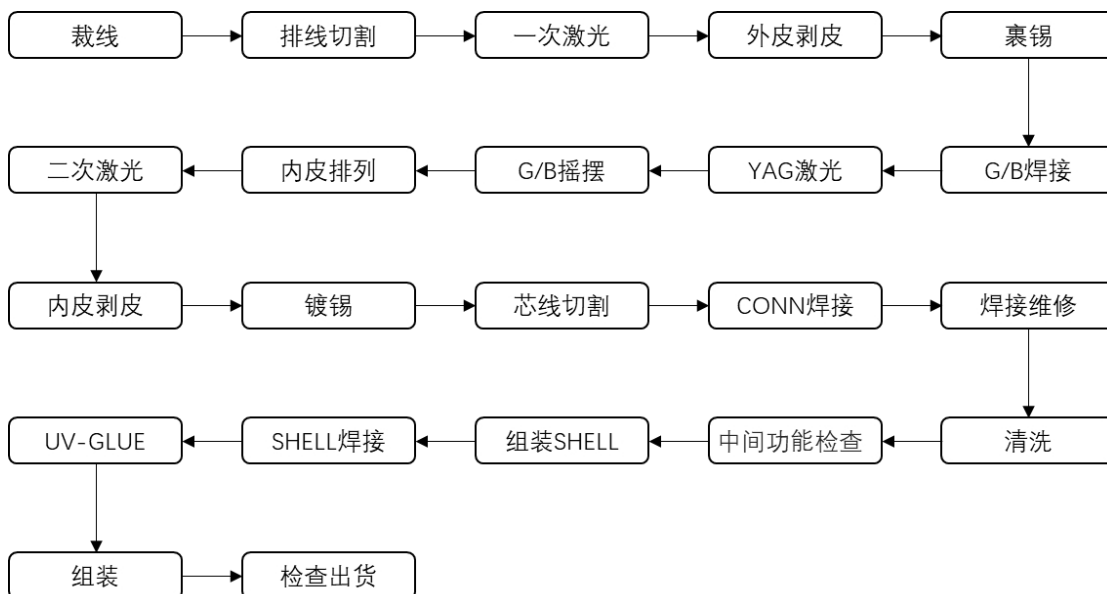 裁线
排线切割
一次激光
外皮剥皮
裹锡
G/B焊接
YAG激光
G/B摇摆
内皮排列
二次激光
内皮剥皮
镀锡
芯线切割
CONN焊接
焊接维修
清洗
中间功能检查
组装SHELL
SHELL焊接
UV-GLUE
组装
检查出货